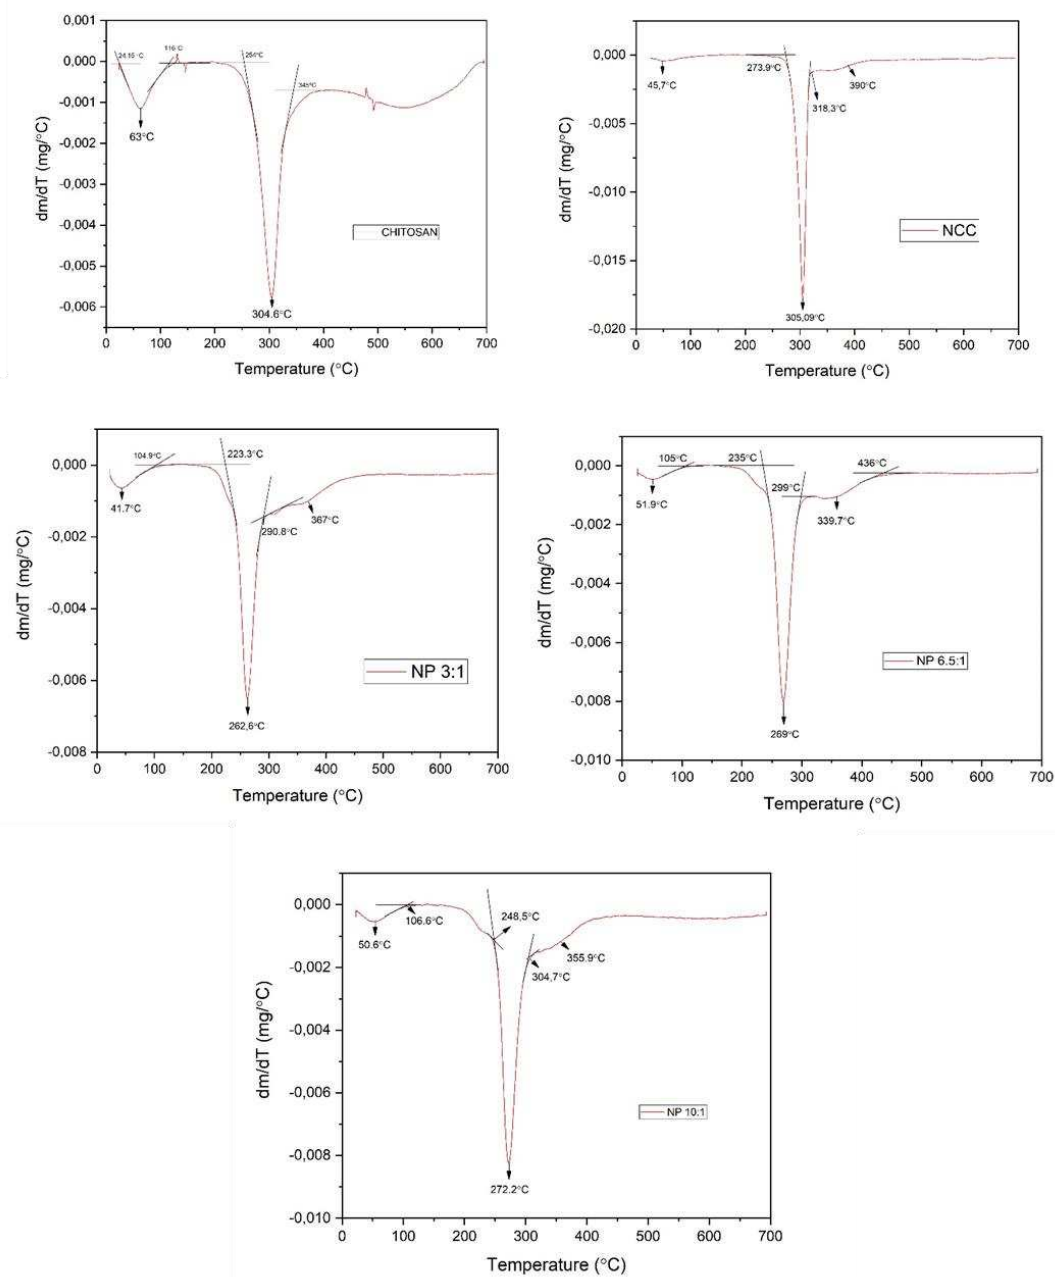 0,001
0,000
-0,001
-0,002
-0,003
-0,004
-0,005
-0,006
dm/dT (mg/°C)
24.15 °C
116°C
254°C
345°C
63°C
304.6°C
CHITOSAN
0 100 200 300 400 500 600 700
Temperature (°C)
0,000
-0,005
-0,010
-0,015
-0,020
dm/dT (mg/°C)
45,7°C
273.9°C
318,3°C
390°C
305,09°C
NCC
0 100 200 300 400 500 600 700
Temperature (°C)
0,000
-0,002
-0,004
-0,006
-0,008
dm/dT (mg/°C)
104.9°C
223.3°C
41.7°C
290.8°C
367°C
262,6°C
NP 3:1
0 100 200 300 400 500 600 700
Temperature (°C)
0,000
-0,002
-0,004
-0,006
-0,008
-0,010
dm/dT (mg/°C)
105°C
235°C
436°C
299°C
51.9°C
339.7°C
269°C
NP 6.5:1
0 100 200 300 400 500 600 700
Temperature (°C)
0,000
-0,002
-0,004
-0,006
-0,008
-0,010
dm/dT (mg/°C)
106.6°C
248,5°C
50.6°C
304,7°C
355.9°C
272.2°C
NP 10:1
0 100 200 300 400 500 600 700
Temperature (°C)